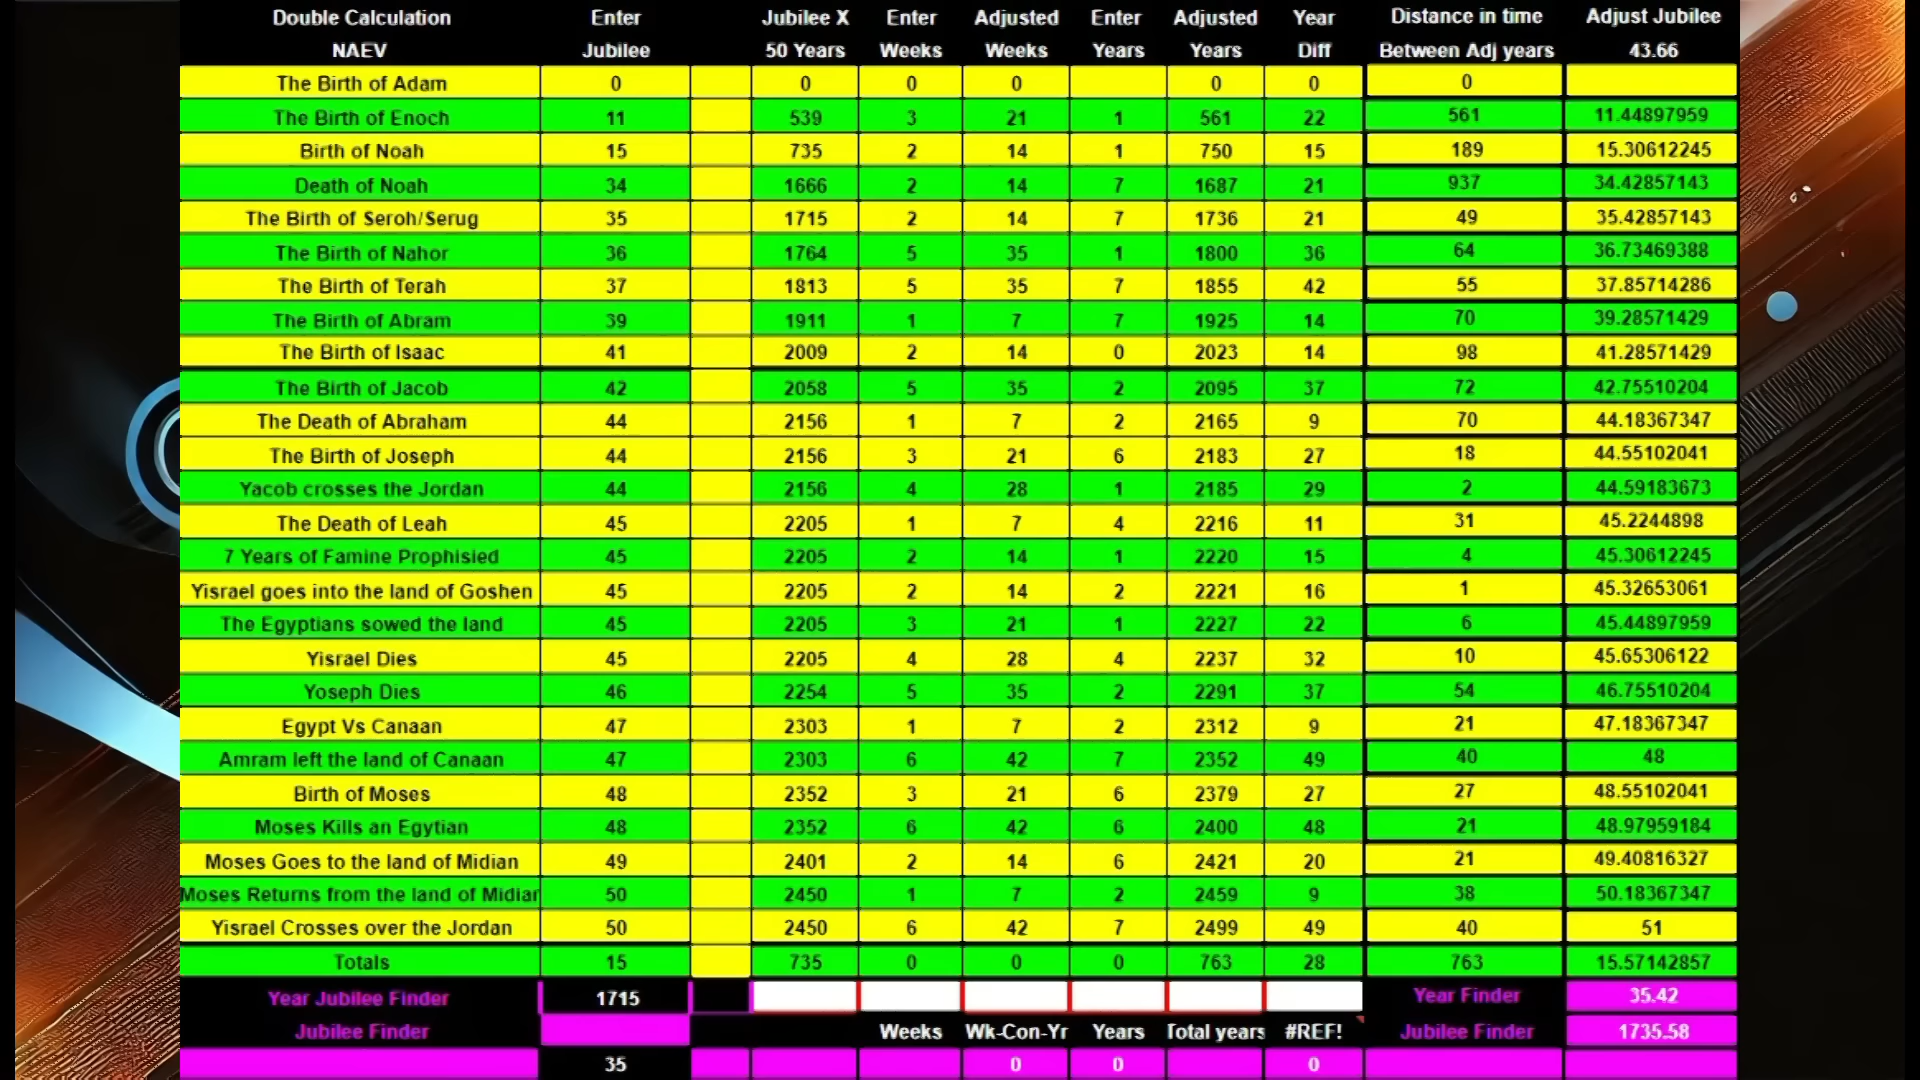 Double Calculation Enter Jubilee X Enter Adjusted Enter Adjusted Year Distance in time Adjust Jubilee
NAEV Jubilee 50 Years Weeks Weeks Years Years Diff Between Adj years 43.66
The Birth of Adam 0 0 0 0 0 0 0
The Birth of Enoch 11 539 3 21 1 561 22 561 11.44897959
Birth of Noah 15 735 2 14 1 750 15 189 15.30612245
Death of Noah 34 1666 2 14 7 1687 21 937 34.42857143
The Birth of Seroh/Serug 35 1715 2 14 7 1736 21 49 35.42857143
The Birth of Nahor 36 1764 5 35 1 1800 36 64 36.73469388
The Birth of Terah 37 1813 5 35 7 1855 42 55 37.85714286
The Birth of Abram 39 1911 1 7 7 1925 14 70 39.28571429
The Birth of Isaac 41 2009 2 14 0 2023 14 98 41.28571429
The Birth of Jacob 42 2058 5 35 2 2095 37 72 42.75510204
The Death of Abraham 44 2156 1 7 2 2165 9 70 44.18367347
The Birth of Joseph 44 2156 3 21 6 2183 27 18 44.55102041
Yacob crosses the Jordan 44 2156 4 28 1 2185 29 2 44.59183673
The Death of Leah 45 2205 1 7 4 2216 11 31 45.2244898
7 Years of Famine Prophisied 45 2205 2 14 1 2220 15 4 45.30612245
Yisrael goes into the land of Goshen 45 2205 2 14 2 2221 16 1 45.32653061
The Egyptians sowed the land 45 2205 3 21 1 2227 22 6 45.44897959
Yisrael Dies 45 2205 4 28 4 2237 32 10 45.65306122
Yoseph Dies 46 2254 5 35 2 2291 37 54 46.75510204
Egypt Vs Canaan 47 2303 1 7 2 2312 9 21 47.18367347
Amram left the land of Canaan 47 2303 6 42 7 2352 49 40 48
Birth of Moses 48 2352 3 21 6 2379 27 27 48.55102041
Moses Kills an Egytian 48 2352 6 42 6 2400 48 21 48.97959184
Moses Goes to the land of Midian 49 2401 2 14 6 2421 20 21 49.40816327
Moses Returns from the land of Midian 50 2450 1 7 2 2459 9 38 50.18367347
Yisrael Crosses over the Jordan 50 2450 6 42 7 2499 49 40 51
Totals 15 735 0 0 0 763 28 763 15.57142857
Year Jubilee Finder 1715 Year Finder 35.42
Jubilee Finder Weeks Wk-Con-Yr Years Total years #REF! Jubilee Finder 1735.58
35 0 0 0